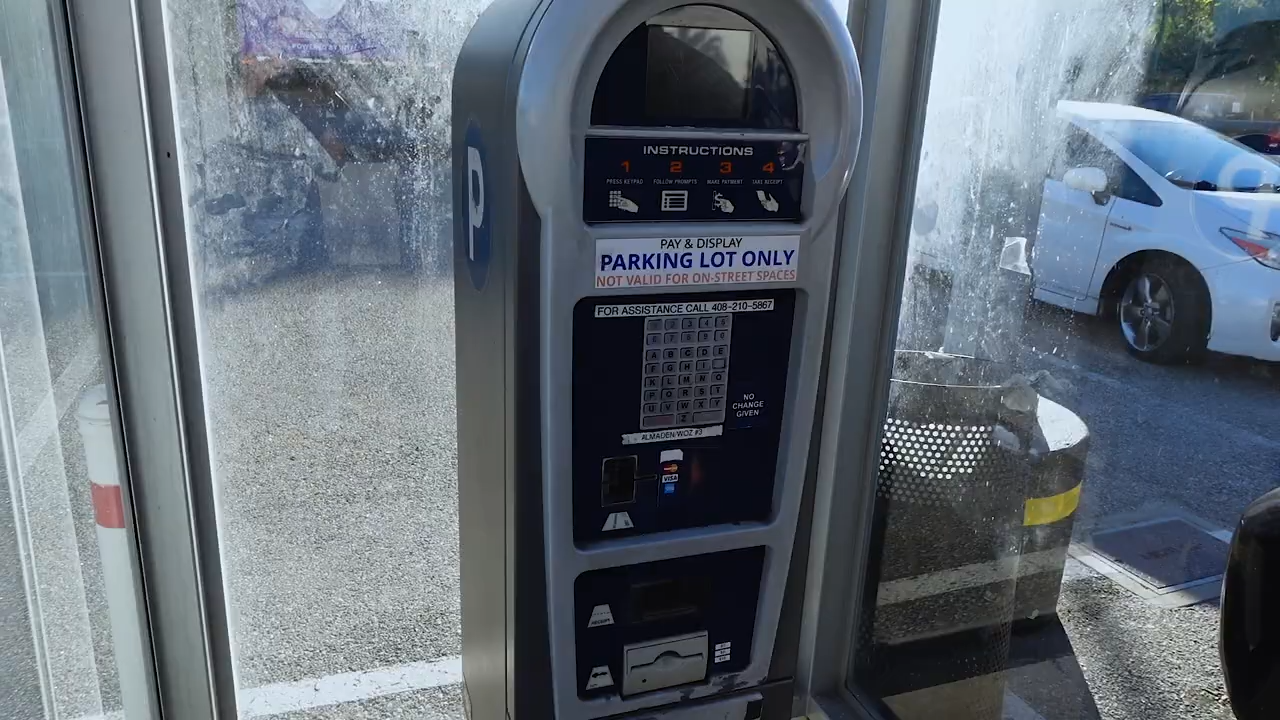 P
INSTRUCTIONS
1 2 3 4
PRESS KEYPAD FOLLOW PROMPTS MAKE PAYMENT TAKE RECEIPT
PAY & DISPLAY
PARKING LOT ONLY
NOT VALID FOR ON-STREET SPACES
FOR ASSISTANCE CALL 408-210-5867
A B C D E
F G H I J
K L M N O
P Q R S T
U V W X Y
Z
NO
CHANGE
GIVEN
ALMADEN/WOZ #3
VISA
RECEIPT